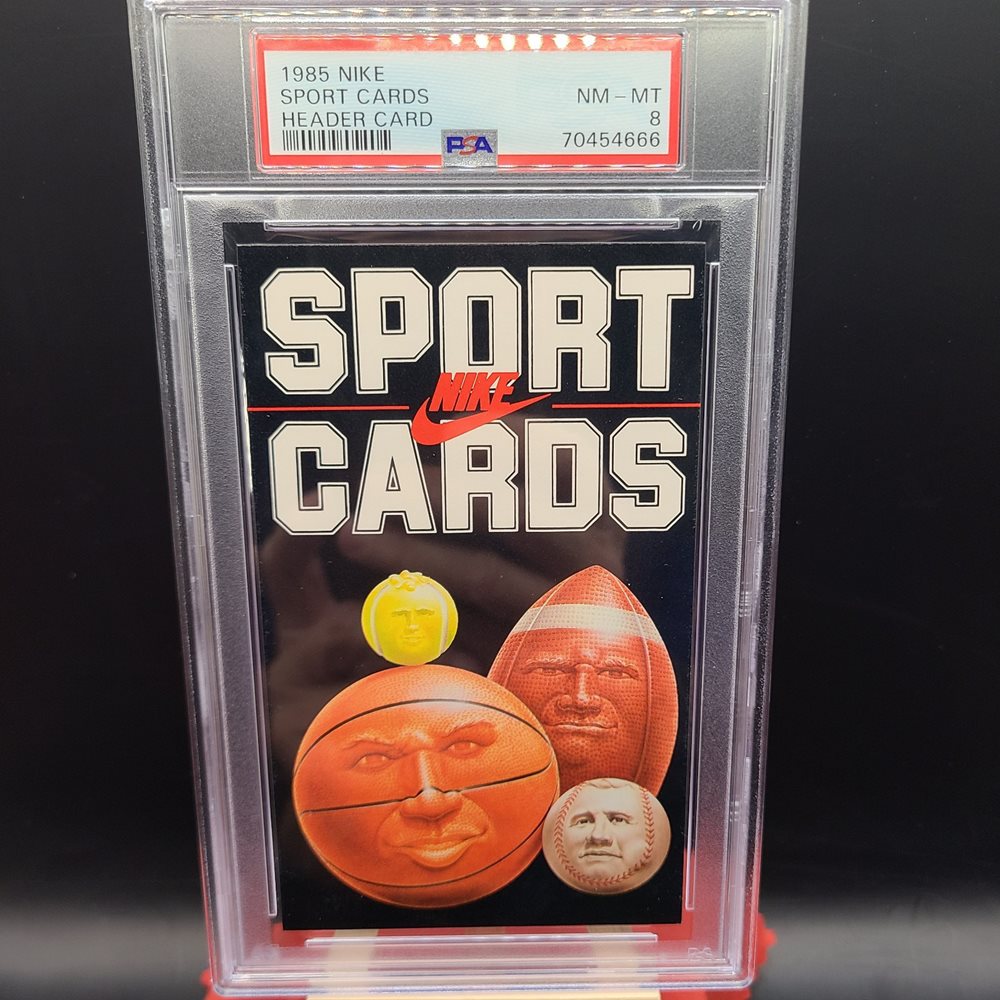 1985 NIKE
SPORT CARDS
HEADER CARD
NM - MT
8
70454666
PSA
SPORT
NIKE
CARDS